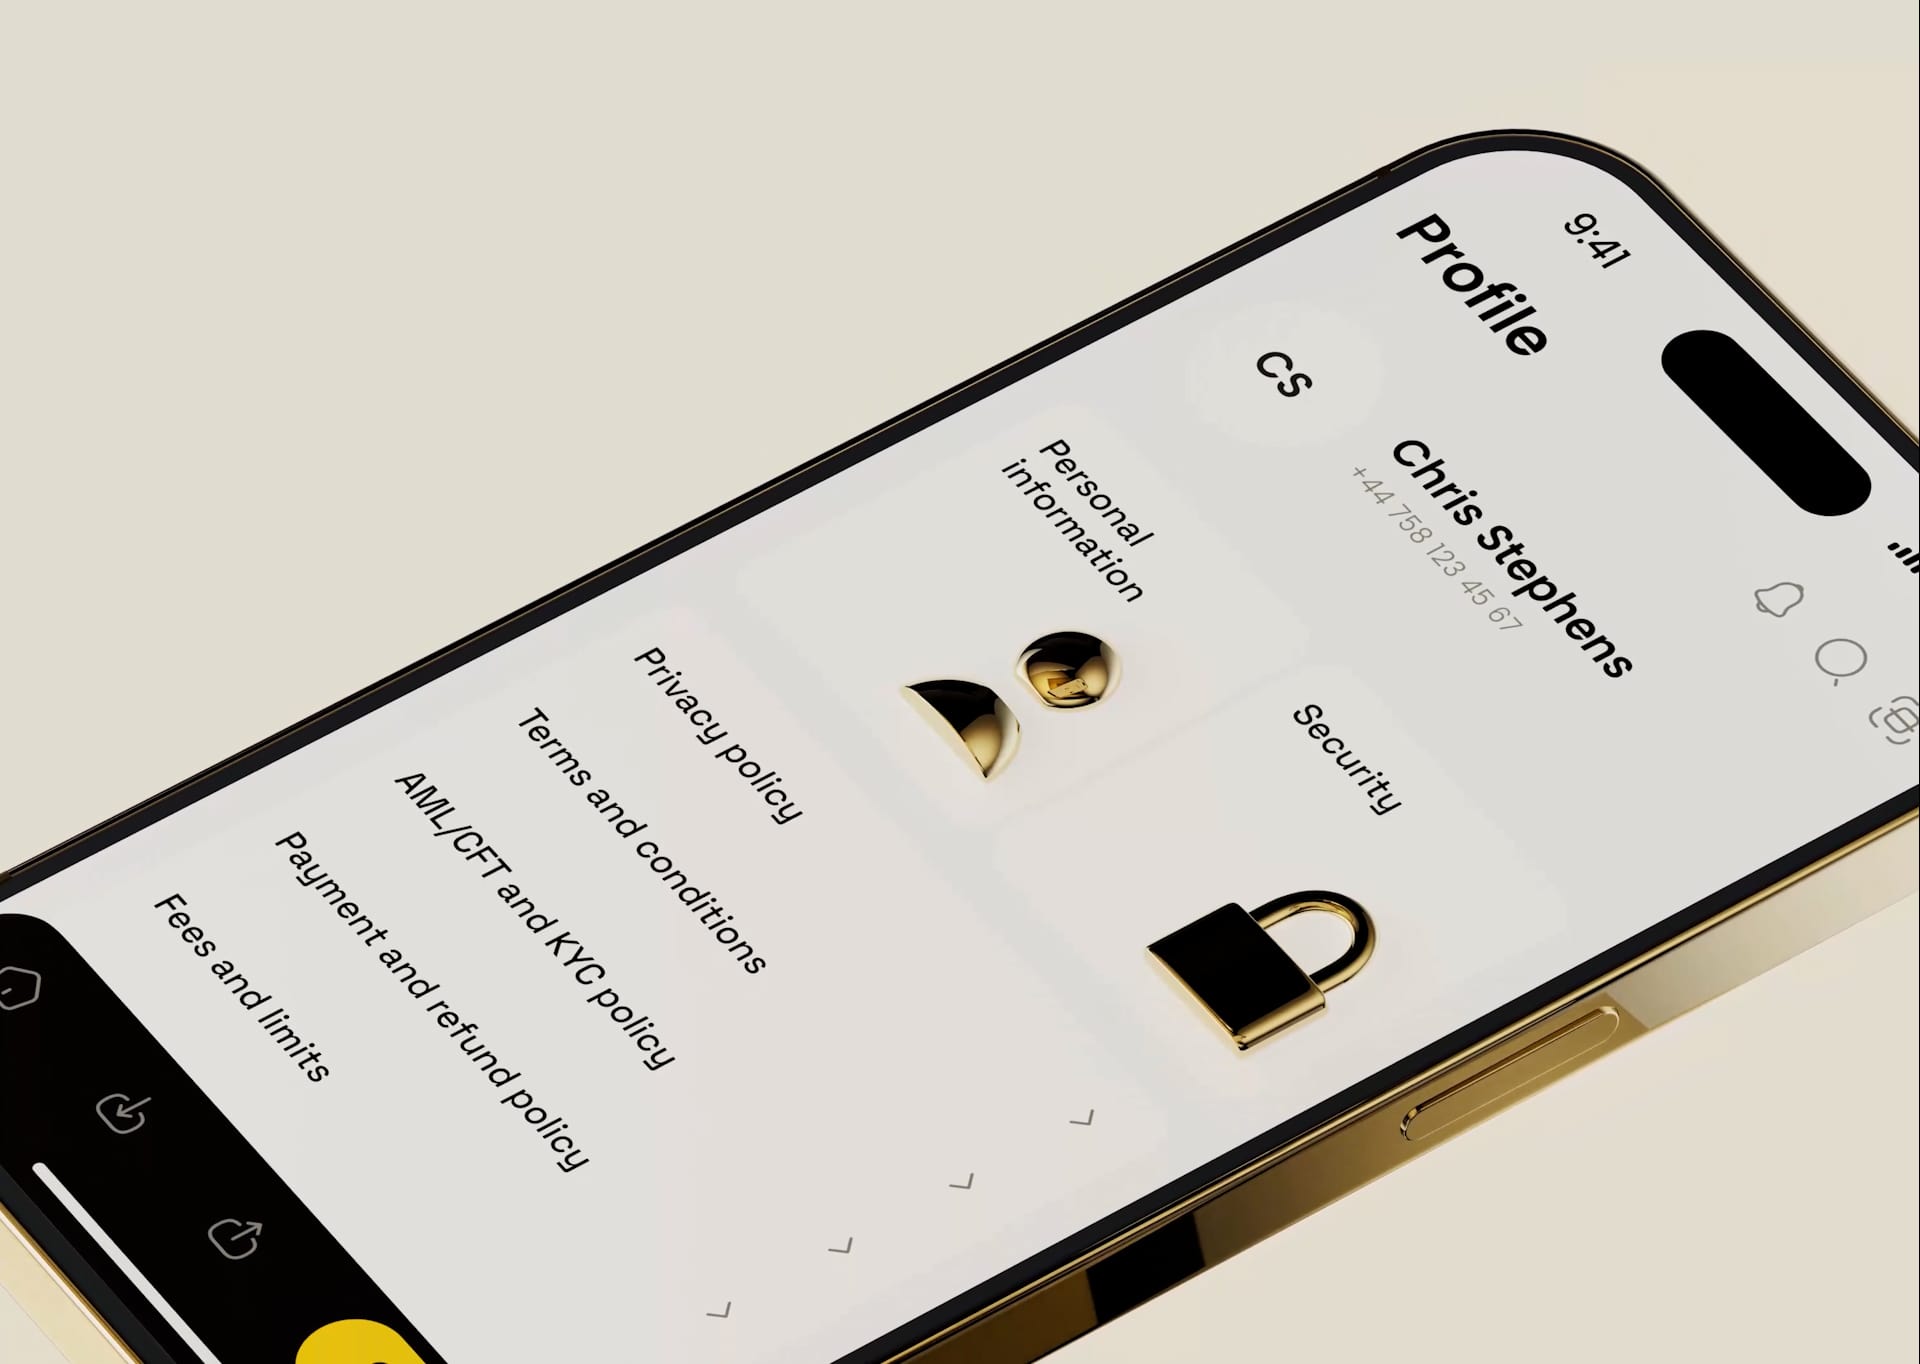 9:41
Profile
CS
Chris Stephens
+44 758 123 45 67
Personal
information
Security
Privacy policy
Terms and conditions
AML/CFT and KYC policy
Payment and refund policy
Fees and limits